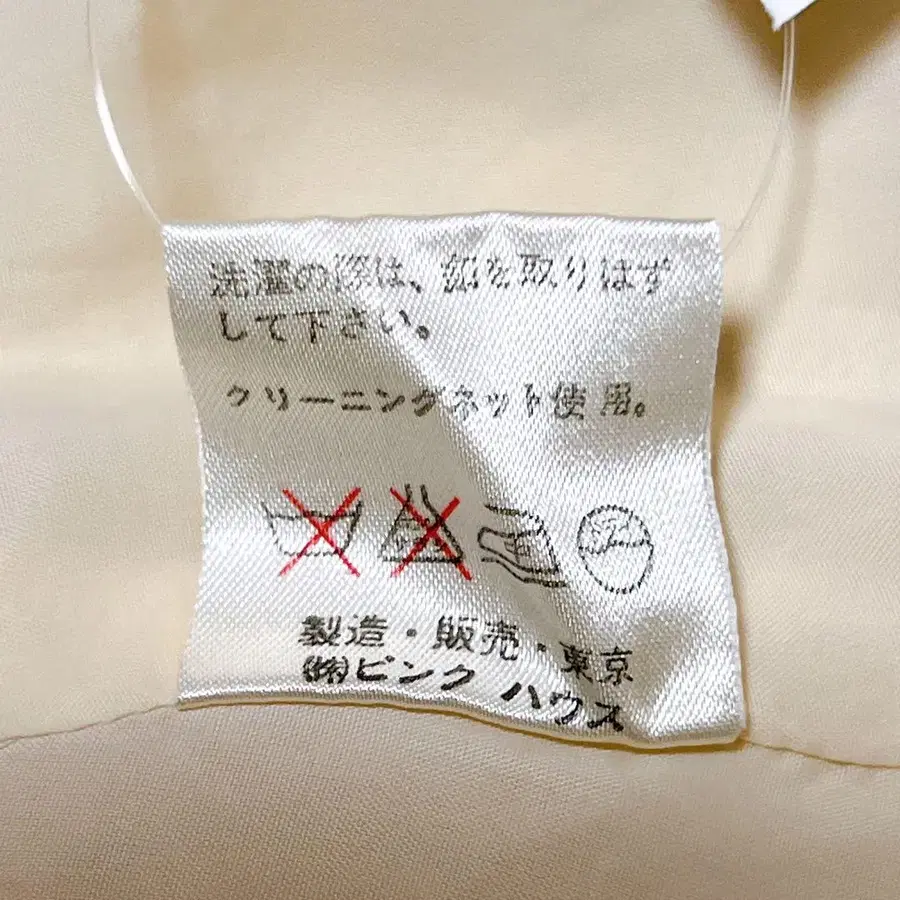 洗濯の際は、釦を取りはず
して下さい。
クリーニングネット使用。
製造・販売・東京
㈱ピンク ハウス